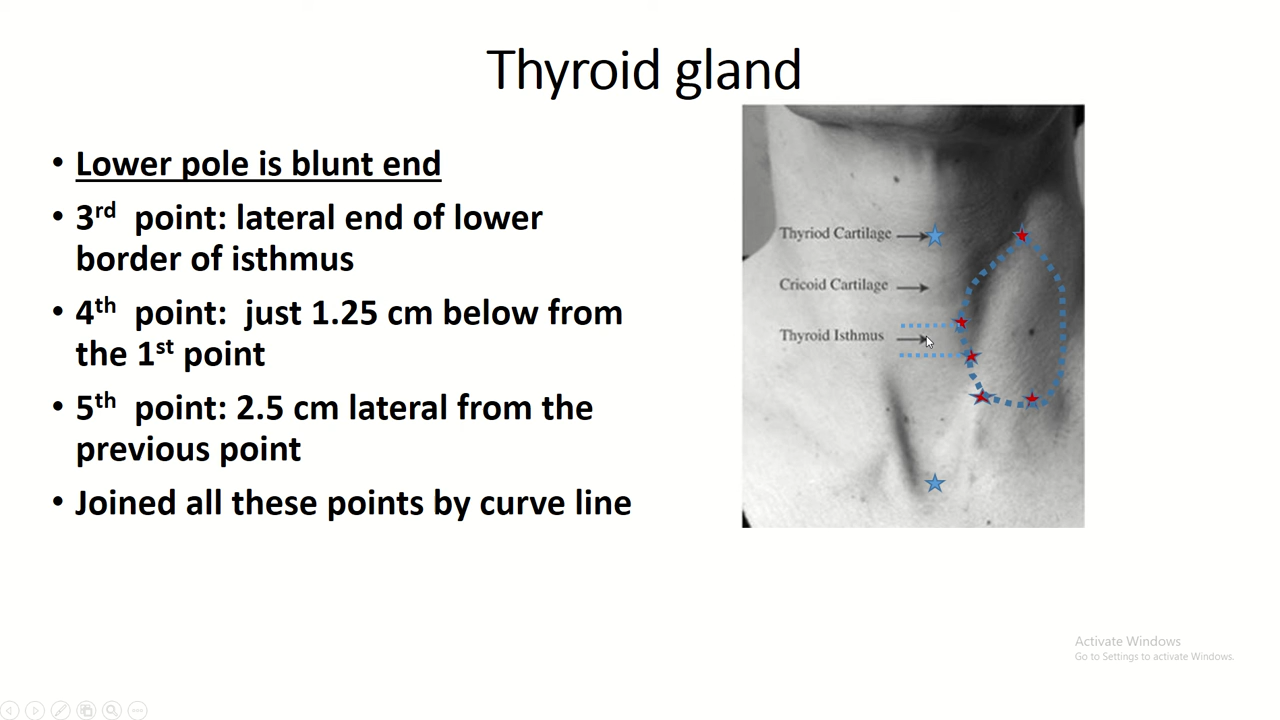 Thyroid gland
• Lower pole is blunt end
• 3rd point: lateral end of lower
border of isthmus
• 4th point: just 1.25 cm below from
the 1st point
• 5th point: 2.5 cm lateral from the
previous point
• Joined all these points by curve line
Thyriod Cartilage
Cricoid Cartilage
Thyroid Isthmus
Activate Windows
Go to Settings to activate Windows.